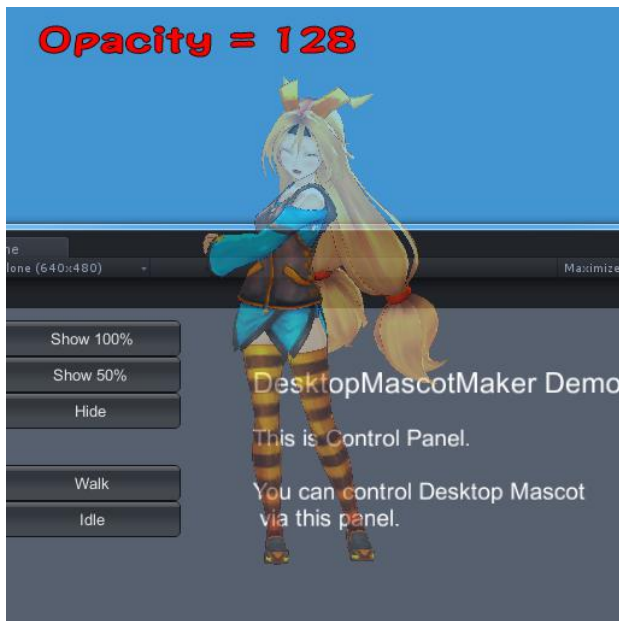 Opacity = 128
ne
lone (640x480)
Maximize
Show 100%
Show 50%
Hide
Walk
Idle
DesktopMascotMaker Demo
This is Control Panel.
You can control Desktop Mascot
via this panel.